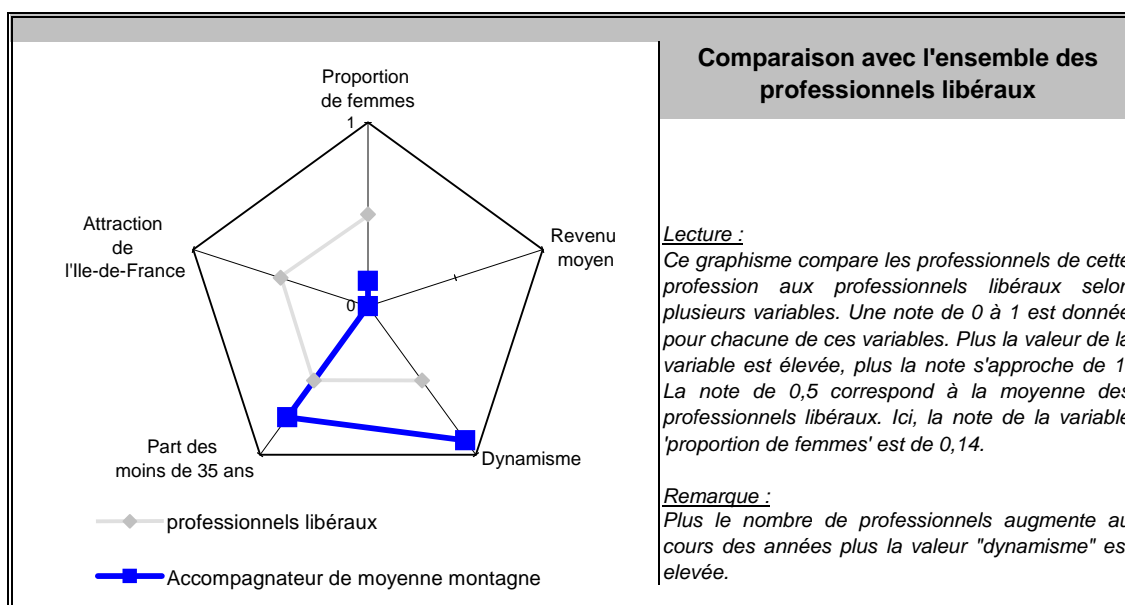 Comparaison avec l'ensemble des
professionnels libéraux
Proportion
de femmes
1
Attraction
de
l'Ile-de-France
Revenu
moyen
0
Part des
moins de 35 ans
Dynamisme
professionnels libéraux
Accompagnateur de moyenne montagne
Lecture :
Ce graphisme compare les professionnels de cette
profession aux professionnels libéraux selon
plusieurs variables. Une note de 0 à 1 est donnée
pour chacune de ces variables. Plus la valeur de la
variable est élevée, plus la note s'approche de 1
La note de 0,5 correspond à la moyenne des
professionnels libéraux. Ici, la note de la variable
'proportion de femmes' est de 0,14.
Remarque :
Plus le nombre de professionnels augmente au
cours des années plus la valeur "dynamisme" es
elevée.